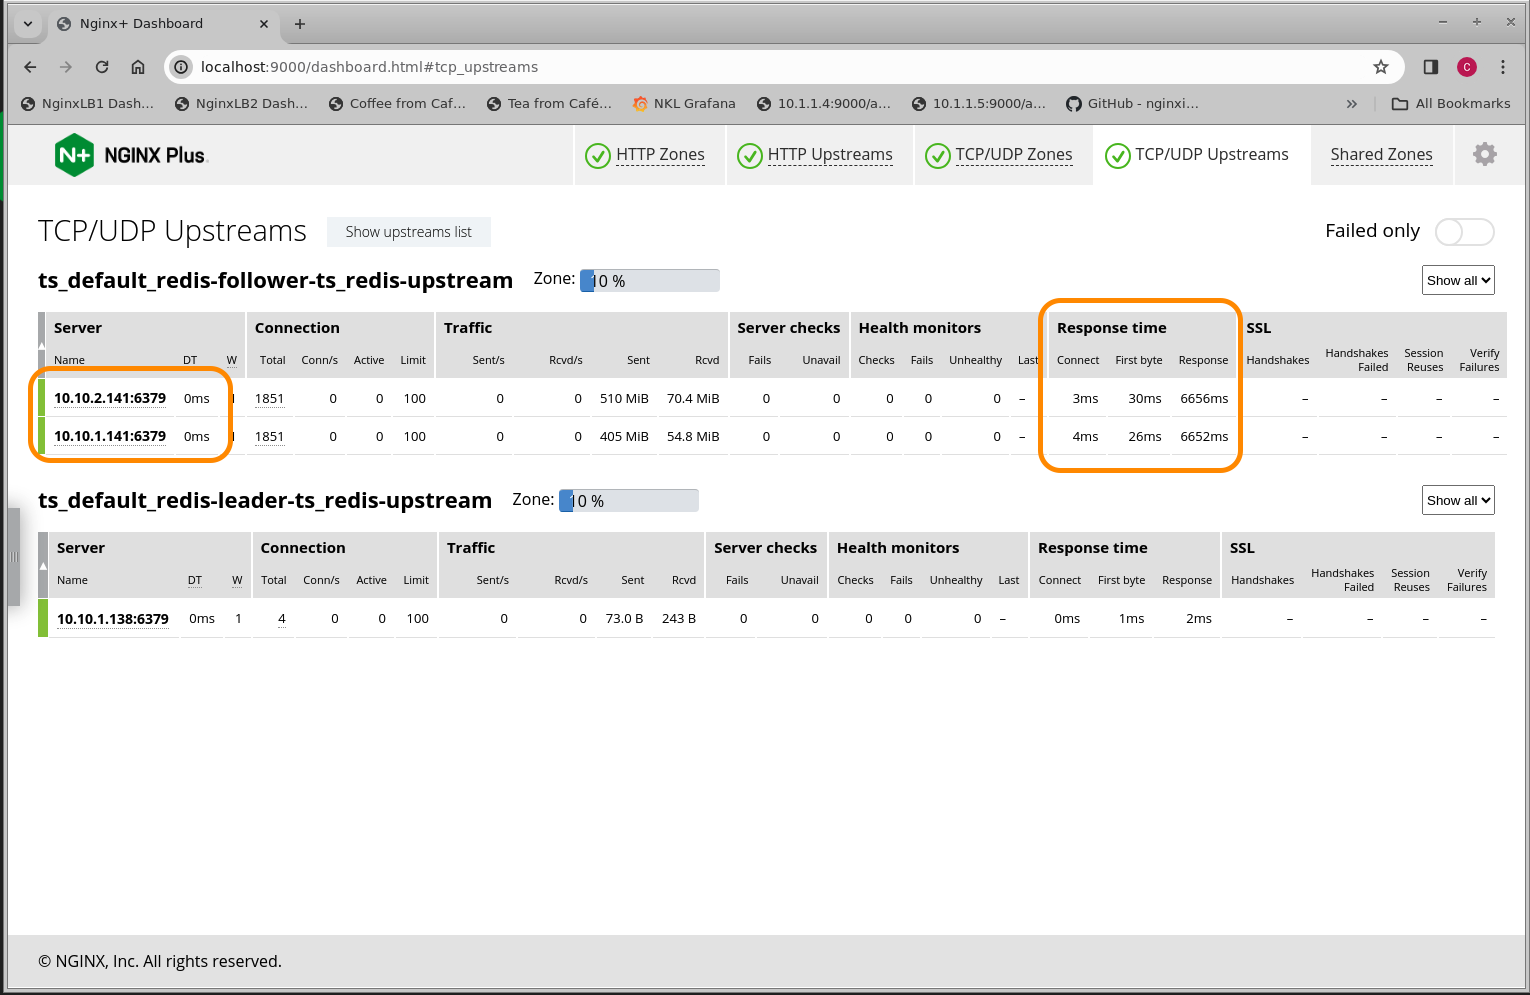 Nginx+ Dashboard
localhost:9000/dashboard.html#tcp_upstreams
C
NginxLB1 Dash... NginxLB2 Dash... Coffee from Caf... Tea from Café... NKL Grafana 10.1.1.4:9000/a... 10.1.1.5:9000/a... GitHub - nginxi... » All Bookmarks
N+ NGINX Plus HTTP Zones HTTP Upstreams TCP/UDP Zones TCP/UDP Upstreams Shared Zones
TCP/UDP Upstreams Show upstreams list Failed only
ts_default_redis-follower-ts_redis-upstream Zone: 10 % Show all
Server Connection Traffic Server checks Health monitors Response time SSL
Name DT W Total Conn/s Active Limit Sent/s Rcvd/s Sent Rcvd Fails Unavail Checks Fails Unhealthy Last Connect First byte Response Handshakes Handshakes Failed Session Reuses Verify Failures
10.10.2.141:6379 0ms 1851 0 0 100 0 0 510 MiB 70.4 MiB 0 0 0 0 0 – 3ms 30ms 6656ms – – – –
10.10.1.141:6379 0ms 1851 0 0 100 0 0 405 MiB 54.8 MiB 0 0 0 0 0 – 4ms 26ms 6652ms – – – –
ts_default_redis-leader-ts_redis-upstream Zone: 10 % Show all
Server Connection Traffic Server checks Health monitors Response time SSL
Name DT W Total Conn/s Active Limit Sent/s Rcvd/s Sent Rcvd Fails Unavail Checks Fails Unhealthy Last Connect First byte Response Handshakes Handshakes Failed Session Reuses Verify Failures
10.10.1.138:6379 0ms 1 4 0 0 100 0 0 73.0 B 243 B 0 0 0 0 0 – 0ms 1ms 2ms – – – –
© NGINX, Inc. All rights reserved.